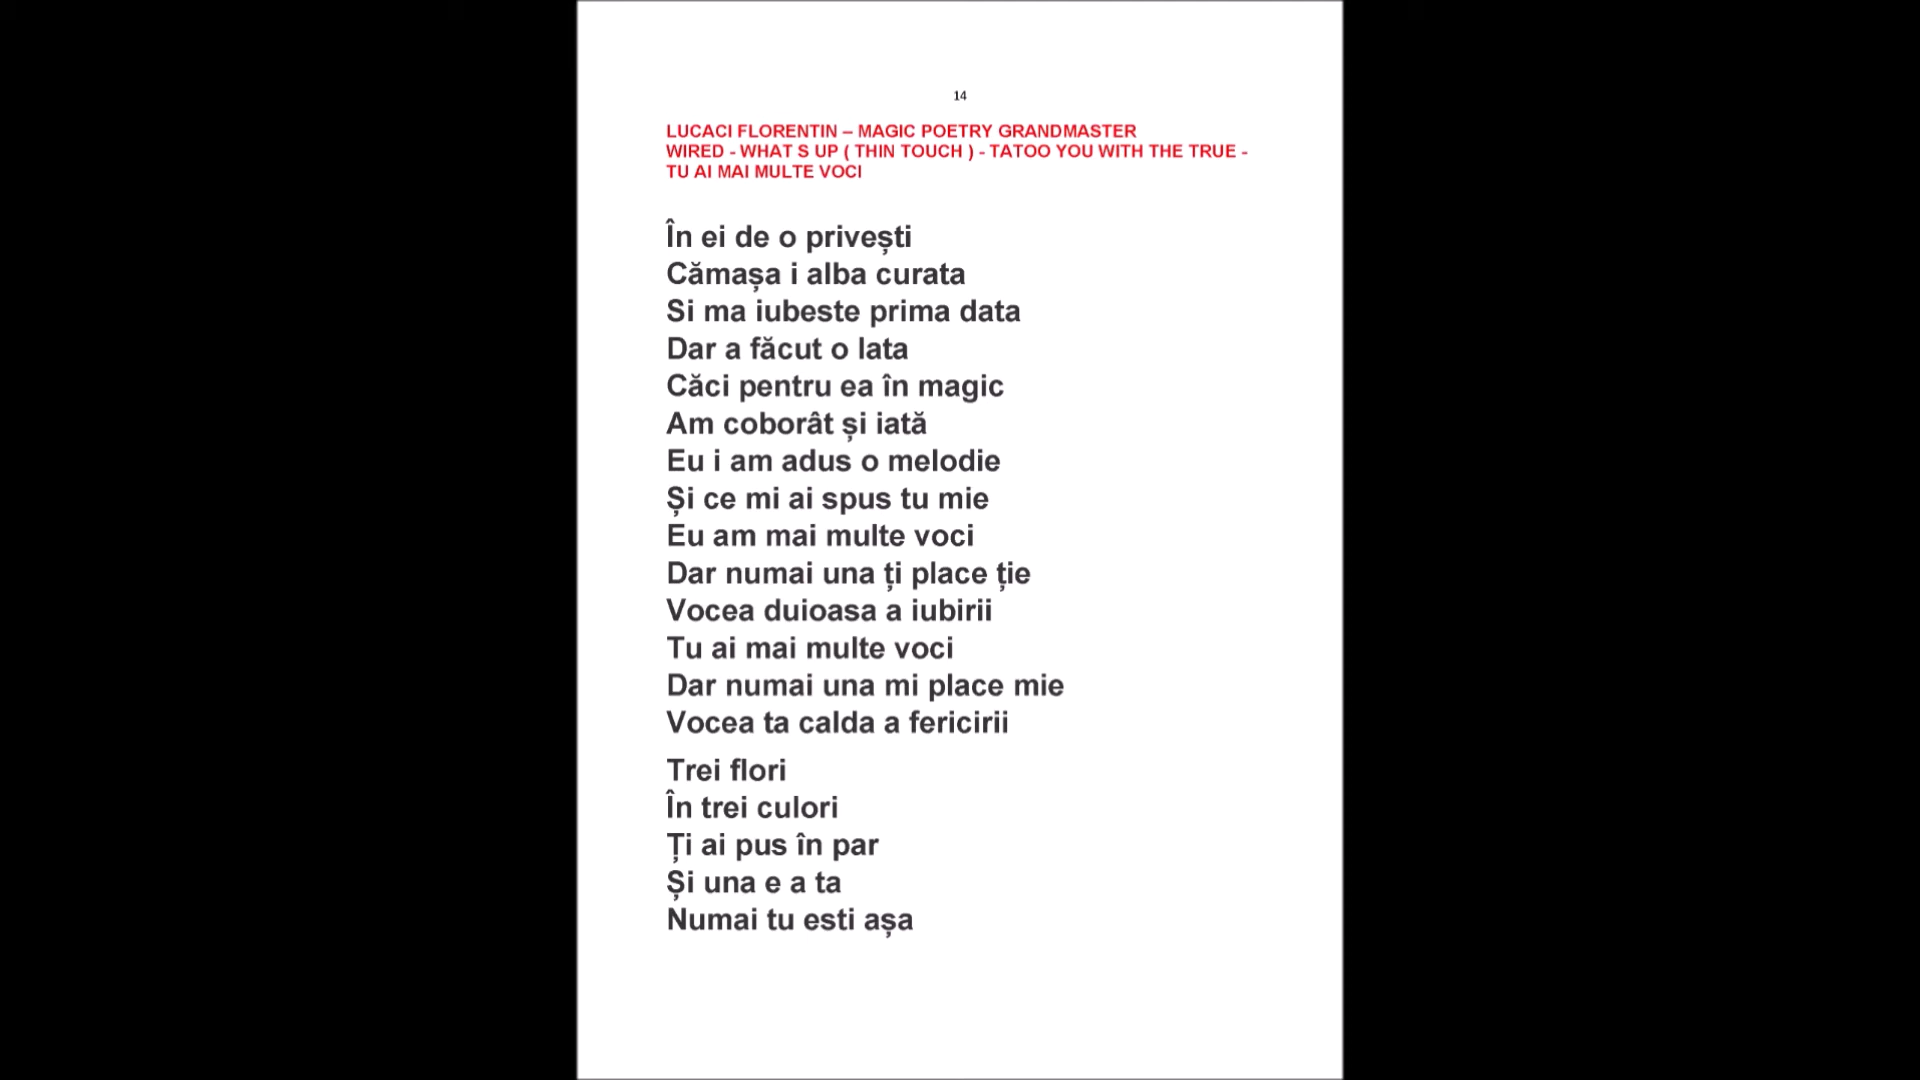 14
LUCACI FLORENTIN – MAGIC POETRY GRANDMASTER
WIRED - WHAT S UP ( THIN TOUCH ) - TATOO YOU WITH THE TRUE -
TU AI MAI MULTE VOCI
În ei de o privești
Cămașa i alba curata
Si ma iubeste prima data
Dar a făcut o lata
Căci pentru ea în magic
Am coborât și iată
Eu i am adus o melodie
Și ce mi ai spus tu mie
Eu am mai multe voci
Dar numai una ți place ție
Vocea duioasa a iubirii
Tu ai mai multe voci
Dar numai una mi place mie
Vocea ta calda a fericirii
Trei flori
În trei culori
Ți ai pus în par
Și una e a ta
Numai tu esti așa